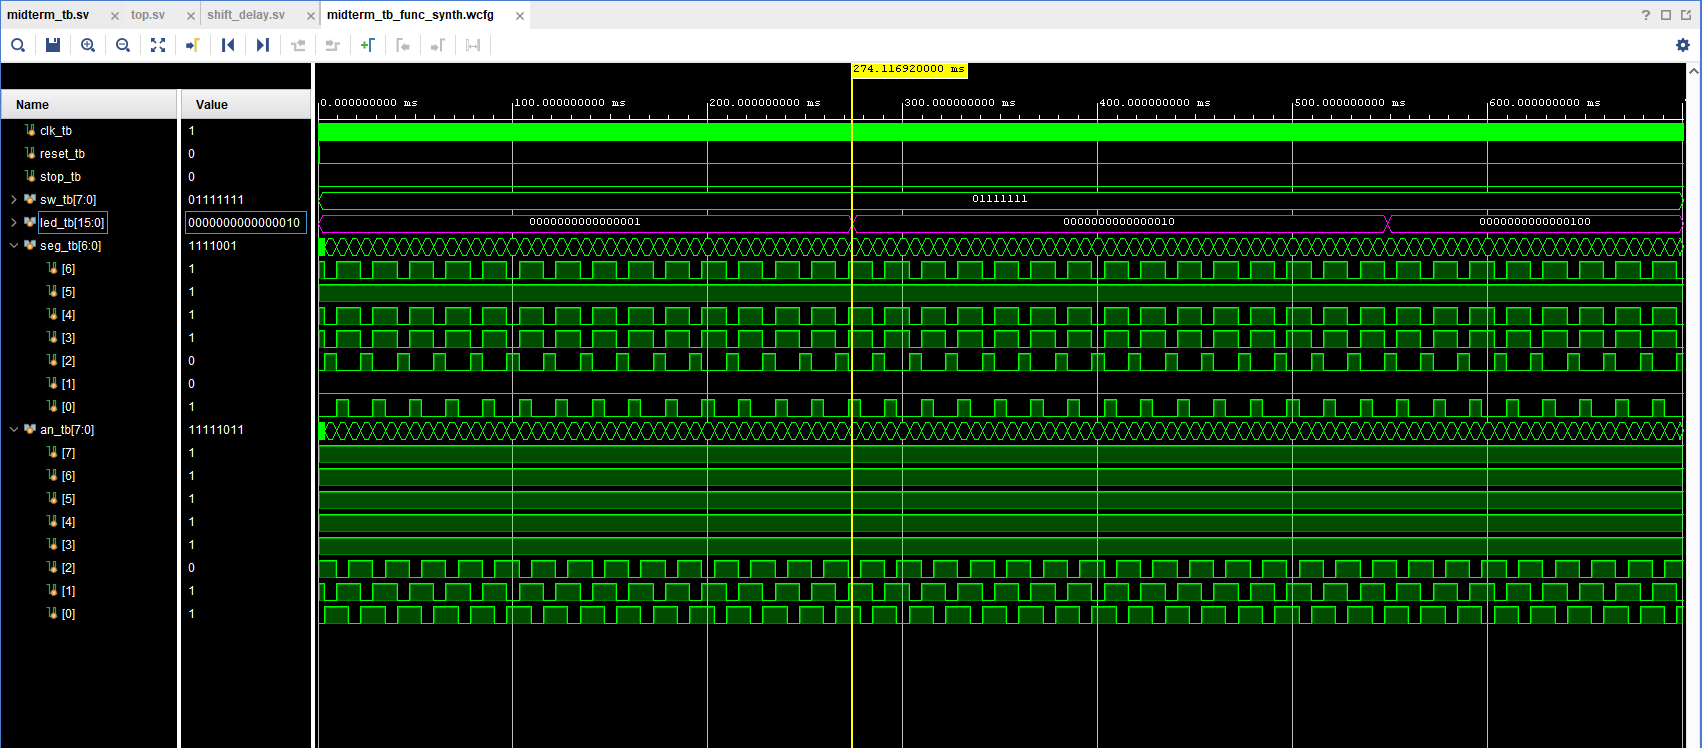 midterm_tb.sv × top.sv × shift_delay.sv × midterm_tb_func_synth.wcfg ×
?
274.116920000 ms
Name Value
0.000000000 ms 100.000000000 ms 200.000000000 ms 300.000000000 ms 400.000000000 ms 500.000000000 ms 600.000000000 ms
clk_tb 1
reset_tb 0
stop_tb 0
sw_tb[7:0] 01111111 01111111
led_tb[15:0] 0000000000000010 0000000000000001 0000000000000010 0000000000000100
seg_tb[6:0] 1111001
[6] 1
[5] 1
[4] 1
[3] 1
[2] 0
[1] 0
[0] 1
an_tb[7:0] 11111011
[7] 1
[6] 1
[5] 1
[4] 1
[3] 1
[2] 0
[1] 1
[0] 1